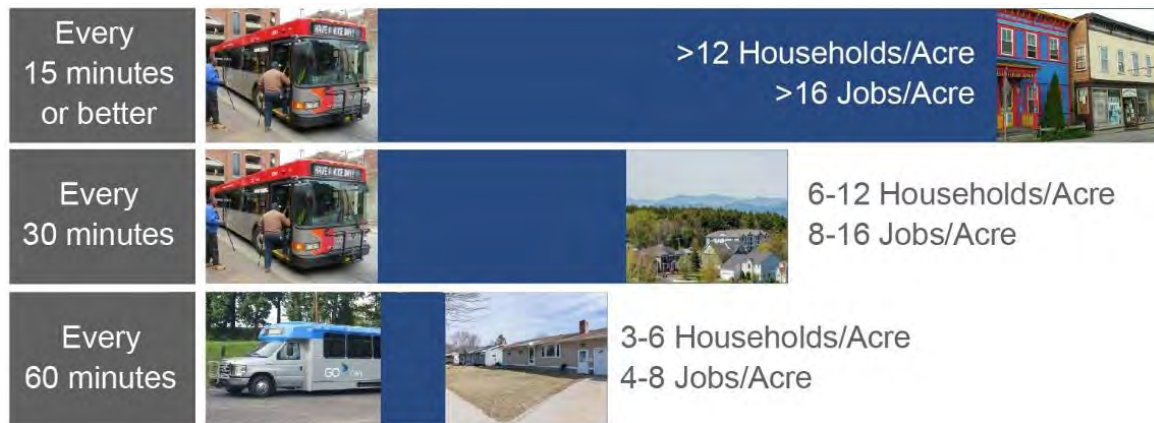 Every
15 minutes
or better
>12 Households/Acre
>16 Jobs/Acre
Every
30 minutes
6-12 Households/Acre
8-16 Jobs/Acre
Every
60 minutes
GO
3-6 Households/Acre
4-8 Jobs/Acre